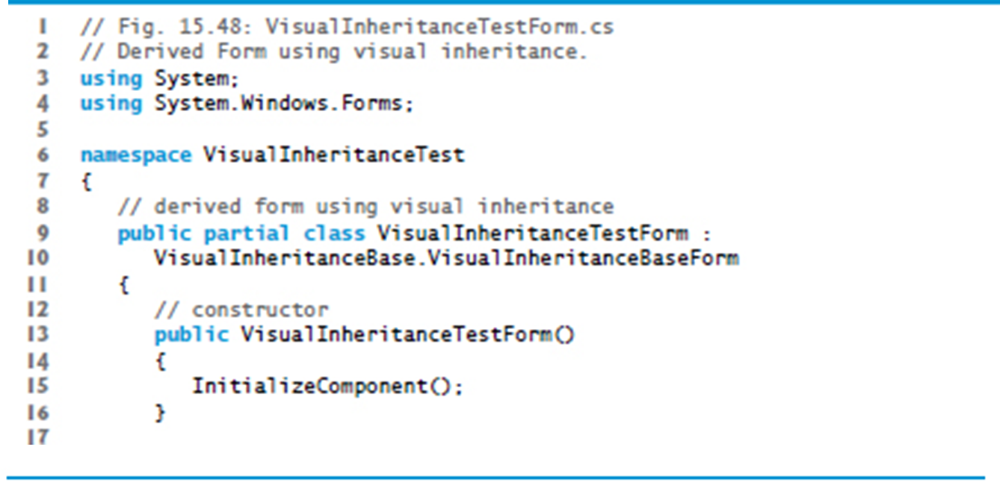 1 // Fig. 15.48: VisualInheritanceTestForm.cs
2 // Derived Form using visual inheritance.
3 using System;
4 using System.Windows.Forms;
5
6 namespace VisualInheritanceTest
7 {
8 // derived form using visual inheritance
9 public partial class VisualInheritanceTestForm :
10 VisualInheritanceBase.VisualInheritanceBaseForm
11 {
12 // constructor
13 public VisualInheritanceTestForm()
14 {
15 InitializeComponent();
16 }
17